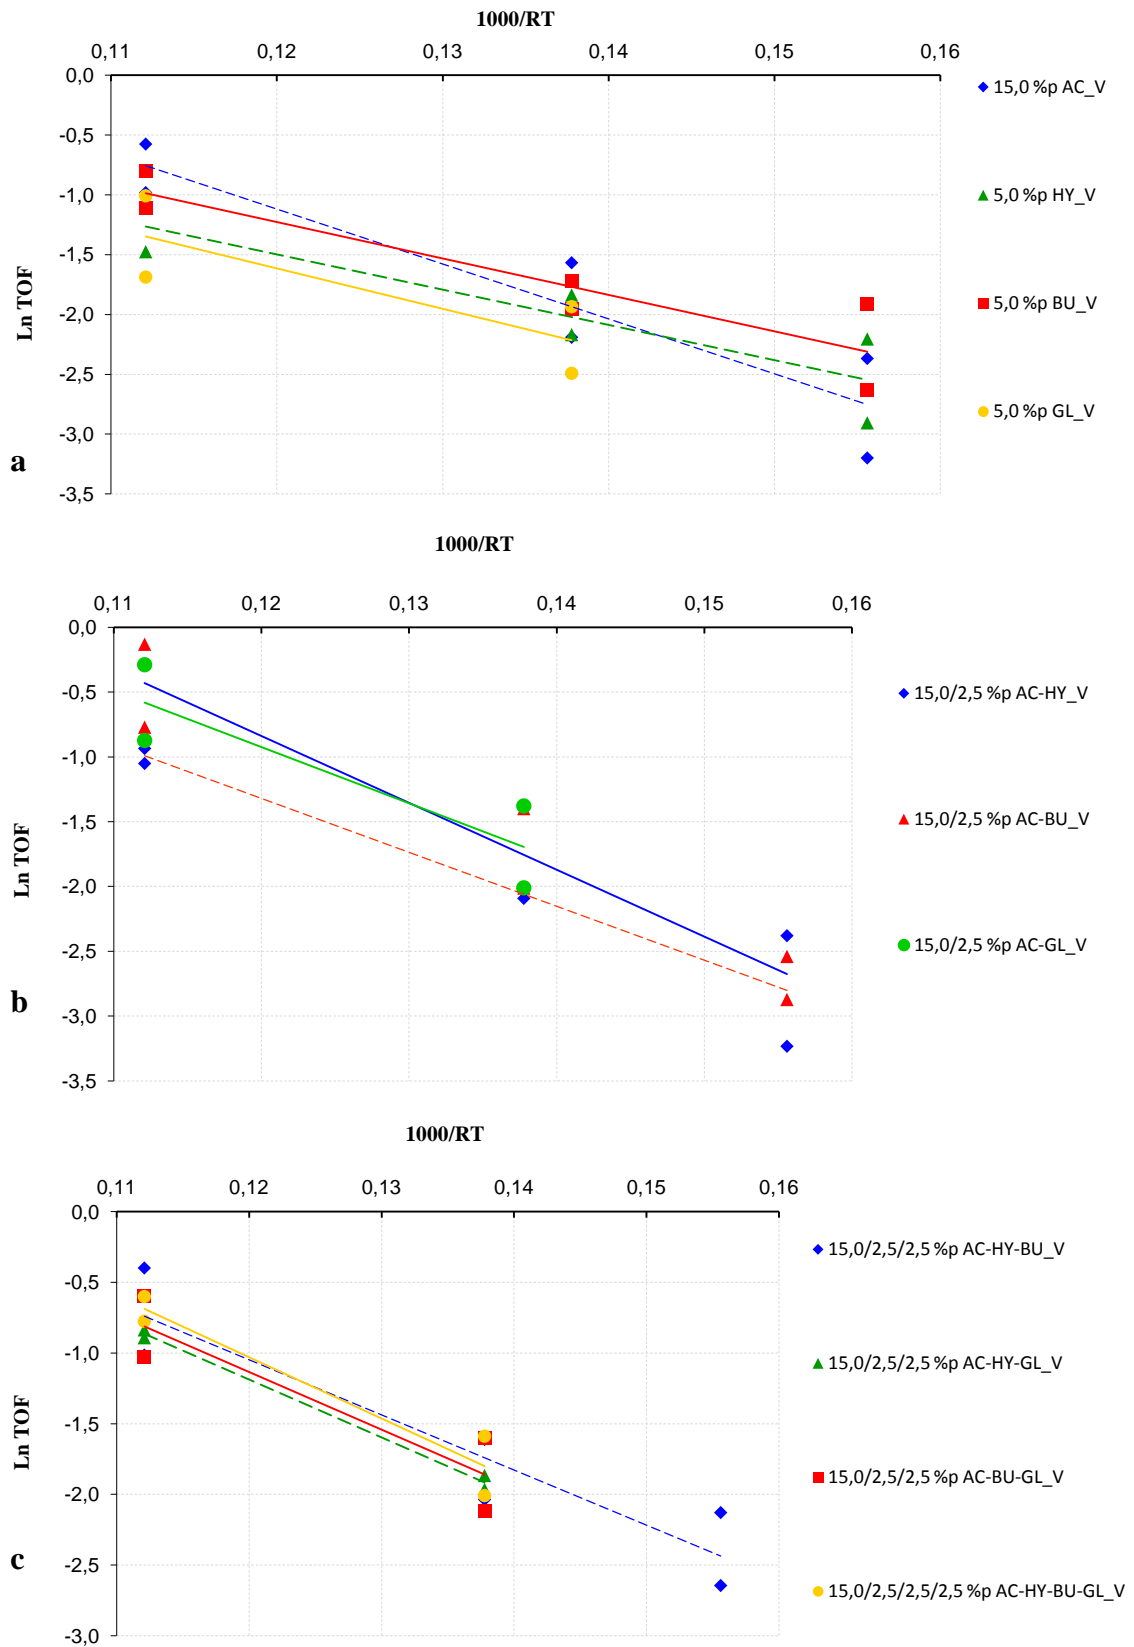 1000/RT
0,11 0,12 0,13 0,14 0,15 0,16
0,0
-0,5
-1,0
-1,5
-2,0
-2,5
-3,0
-3,5
Ln TOF
a
15,0 %p AC_V
5,0 %p HY_V
5,0 %p BU_V
5,0 %p GL_V
1000/RT
0,11 0,12 0,13 0,14 0,15 0,16
0,0
-0,5
-1,0
-1,5
-2,0
-2,5
-3,0
-3,5
Ln TOF
b
15,0/2,5 %p AC-HY_V
15,0/2,5 %p AC-BU_V
15,0/2,5 %p AC-GL_V
1000/RT
0,11 0,12 0,13 0,14 0,15 0,16
0,0
-0,5
-1,0
-1,5
-2,0
-2,5
-3,0
Ln TOF
c
15,0/2,5/2,5 %p AC-HY-BU_V
15,0/2,5/2,5 %p AC-HY-GL_V
15,0/2,5/2,5 %p AC-BU-GL_V
15,0/2,5/2,5/2,5 %p AC-HY-BU-GL_V